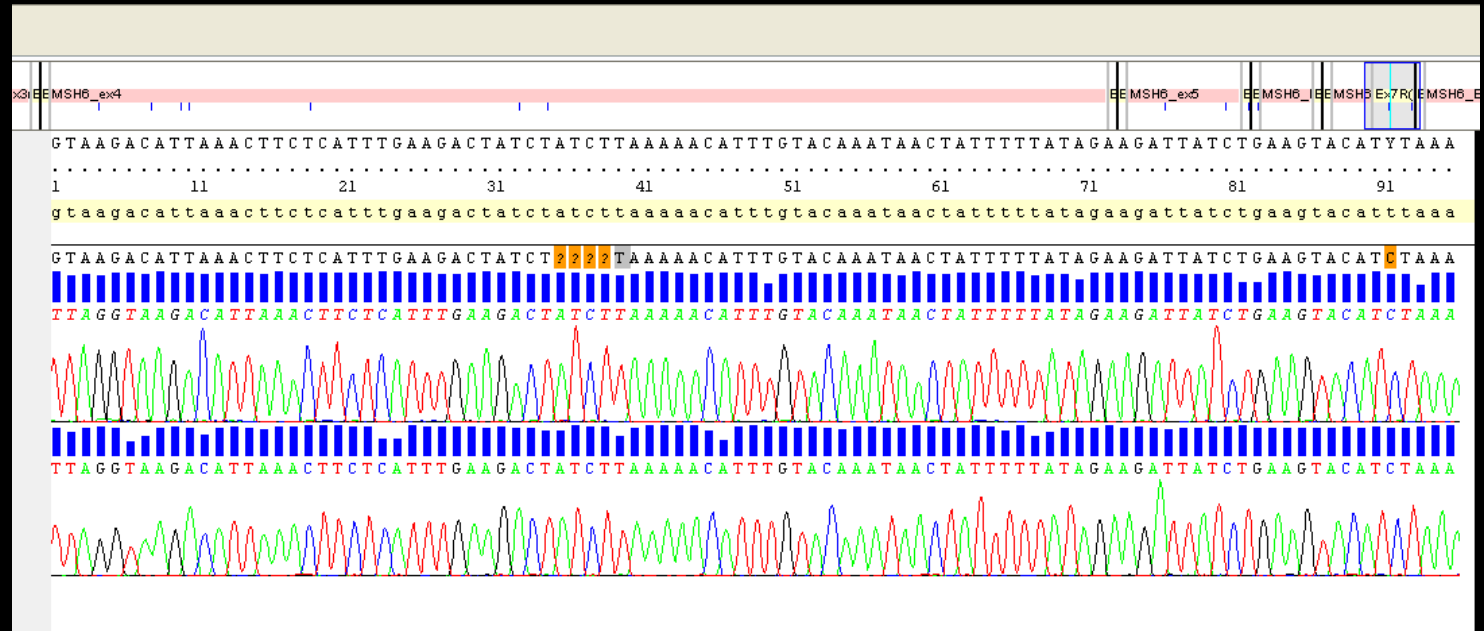 x3 EE MSH6_ex4 EE MSH6_ex5 EE MSH6_ EE MSH6 Ex7R( E MSH6_E
GTAAGACATTAAACTTCTCATTTGAAGACTATCTATCTTAAAAACATTTGTACAAATAACTATTTTTATAGAAGATTATCTGAAGTACATYTAAA
1 11 21 31 41 51 61 71 81 91
gtaagacattaaacttctcatttgaagactatctatcttaaaaacatttgtacaaataactatttttatagaagattatctgaagtacatttaaa
GTAAGACATTAAACTTCTCATTTGAAGACTATCT????TAAAAACATTTGTACAAATAACTATTTTTATAGAAGATTATCTGAAGTACATCTAAA
TTAGGTAAGACATTAAACTTCTCATTTGAAGACTATCTTAAAAACATTTGTACAAATAACTATTTTTATAGAAGATTATCTGAAGTACATCTAAA
TTAGGTAAGACATTAAACTTCTCATTTGAAGACTATCTTAAAAACATTTGTACAAATAACTATTTTTATAGAAGATTATCTGAAGTACATCTAAA